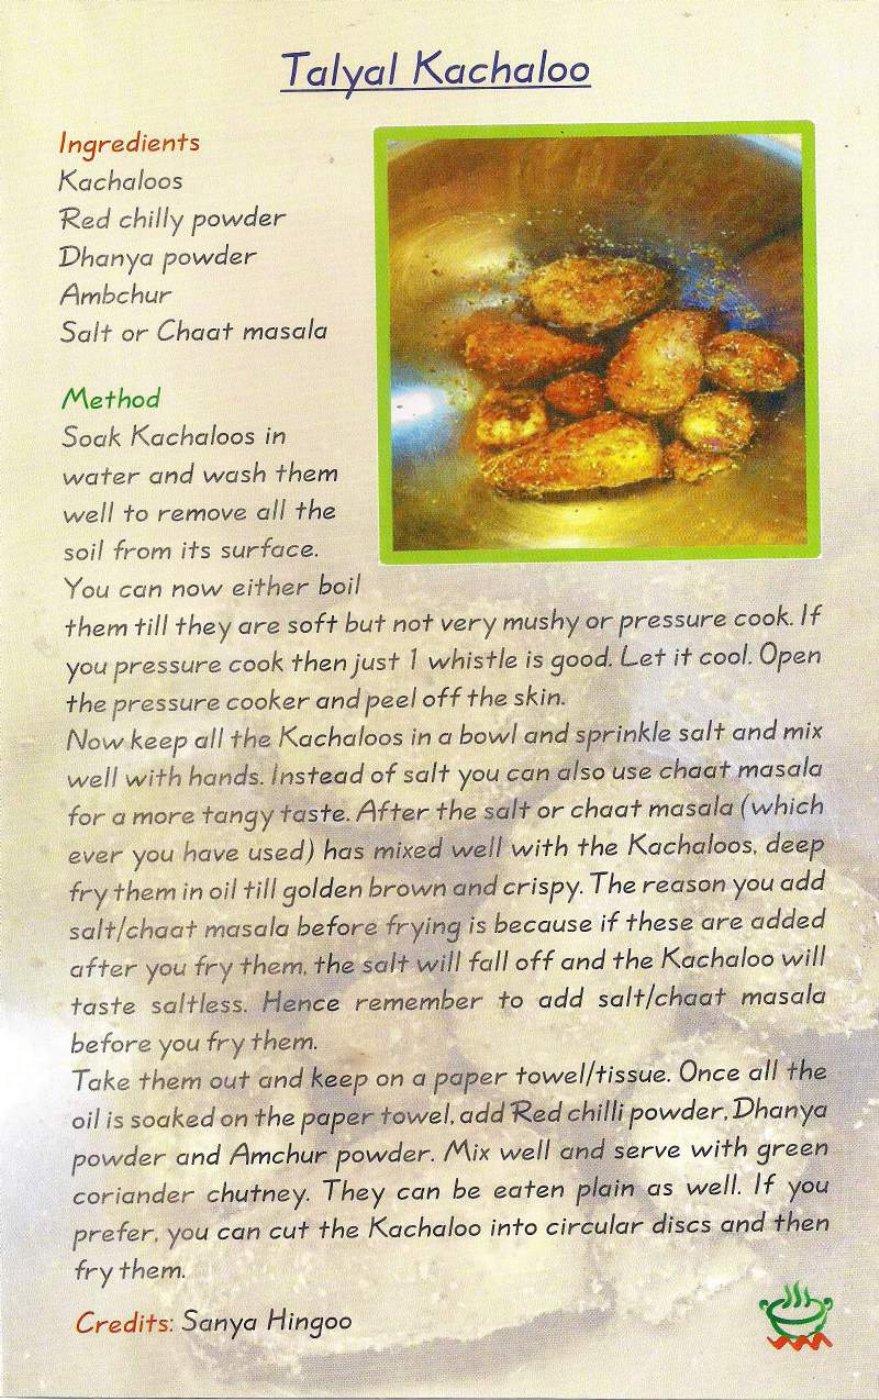 Talyal Kachaloo
Ingredients
Kachaloos
Red chilly powder
Dhanya powder
Ambchur
Salt or Chaat masala
Method
Soak Kachaloos in
water and wash them
well to remove all the
soil from its surface.
You can now either boil
them till they are soft but not very mushy or pressure cook. If
you pressure cook then just 1 whistle is good. Let it cool. Open
the pressure cooker and peel off the skin.
Now keep all the Kachaloos in a bowl and sprinkle salt and mix
well with hands. Instead of salt you can also use chaat masala
for a more tangy taste. After the salt or chaat masala (which
ever you have used) has mixed well with the Kachaloos, deep
fry them in oil till golden brown and crispy. The reason you add
salt/chaat masala before frying is because if these are added
after you fry them, the salt will fall off and the Kachaloo will
taste saltless. Hence remember to add salt/chaat masala
before you fry them.
Take them out and keep on a paper towel/tissue. Once all the
oil is soaked on the paper towel, add Red chilli powder, Dhanya
powder and Amchur powder. Mix well and serve with green
coriander chutney. They can be eaten plain as well. If you
prefer, you can cut the Kachaloo into circular discs and then
fry them.
Credits: Sanya Hingoo